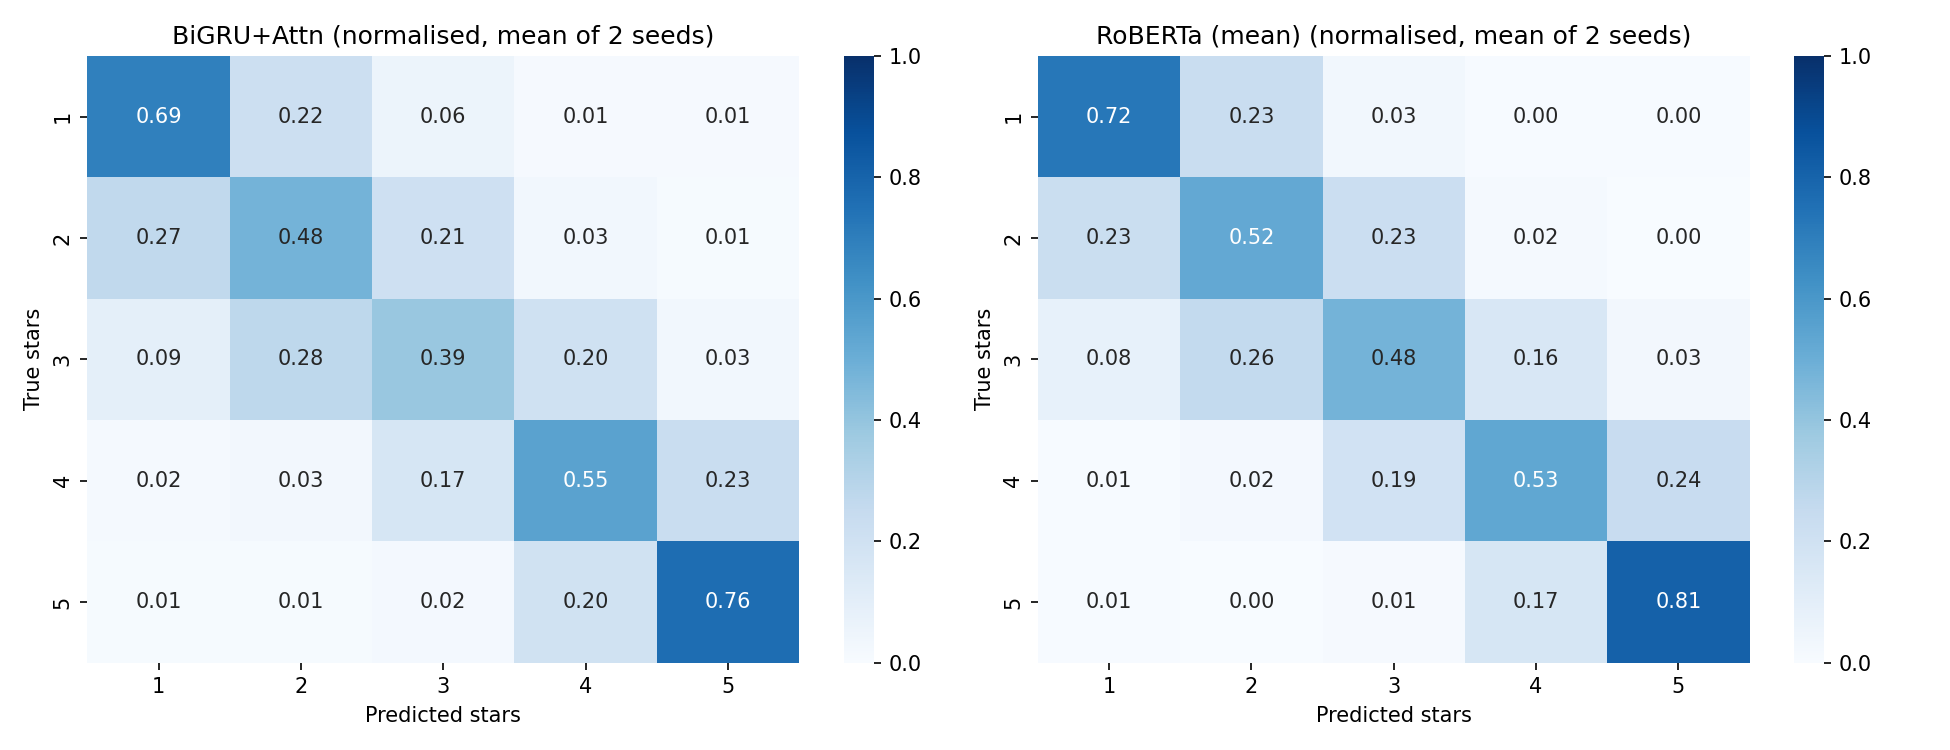 BiGRU+Attn (normalised, mean of 2 seeds)
True stars
1 0.69 0.22 0.06 0.01 0.01
2 0.27 0.48 0.21 0.03 0.01
3 0.09 0.28 0.39 0.20 0.03
4 0.02 0.03 0.17 0.55 0.23
5 0.01 0.01 0.02 0.20 0.76
1 2 3 4 5
Predicted stars
1.0
0.8
0.6
0.4
0.2
0.0
RoBERTa (mean) (normalised, mean of 2 seeds)
True stars
1 0.72 0.23 0.03 0.00 0.00
2 0.23 0.52 0.23 0.02 0.00
3 0.08 0.26 0.48 0.16 0.03
4 0.01 0.02 0.19 0.53 0.24
5 0.01 0.00 0.01 0.17 0.81
1 2 3 4 5
Predicted stars
1.0
0.8
0.6
0.4
0.2
0.0